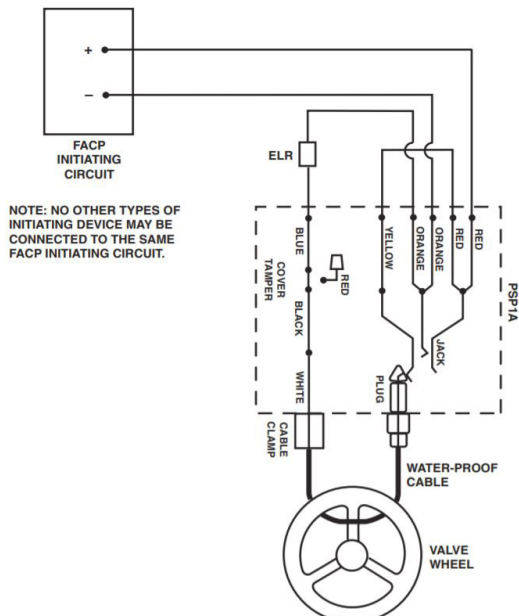 +
–
FACP
INITIATING
CIRCUIT
ELR
NOTE: NO OTHER TYPES OF
INITIATING DEVICE MAY BE
CONNECTED TO THE SAME
FACP INITIATING CIRCUIT.
BLUE
YELLOW
ORANGE
ORANGE
RED
RED
COVER
TAMPER
RED
PSP1A
BLACK
JACK
WHITE
PLUG
CABLE
CLAMP
WATER-PROOF
CABLE
VALVE
WHEEL